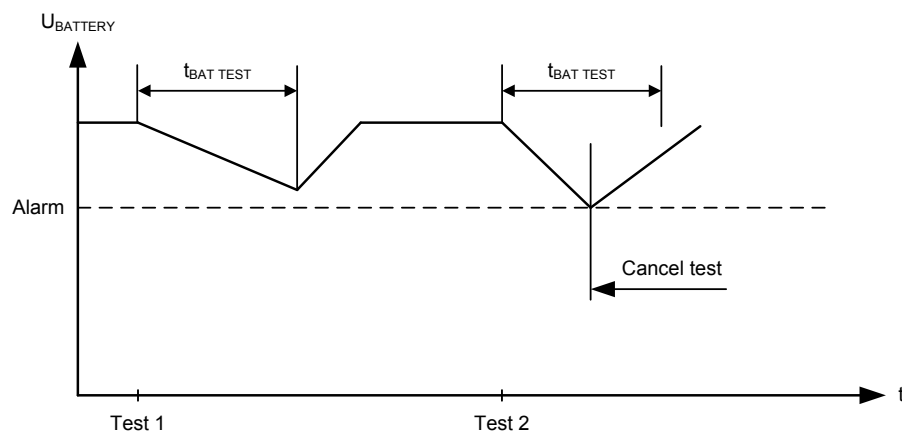 UBATTERY
tBAT TEST
tBAT TEST
Alarm
Cancel test
t
Test 1
Test 2